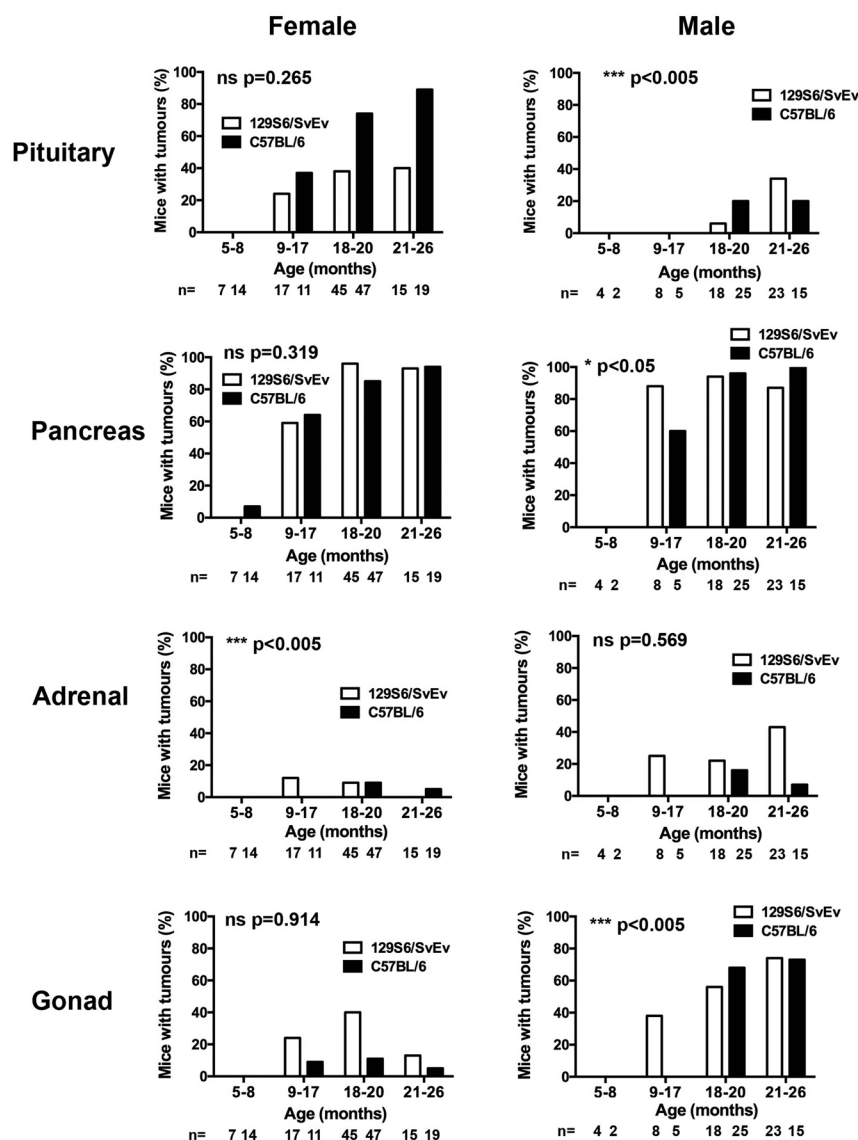 Female
Male
Pituitary
Mice with tumours (%)
100
80
60
40
20
0
ns p=0.265
129S6/SvEv
C57BL/6
5-8 9-17 18-20 21-26
Age (months)
n= 7 14 17 11 45 47 15 19
Mice with tumours (%)
100
80
60
40
20
0
*** p<0.005
129S6/SvEv
C57BL/6
5-8 9-17 18-20 21-26
Age (months)
n= 4 2 8 5 18 25 23 15
Pancreas
Mice with tumours (%)
100
80
60
40
20
0
ns p=0.319
129S6/SvEv
C57BL/6
5-8 9-17 18-20 21-26
Age (months)
n= 7 14 17 11 45 47 15 19
Mice with tumours (%)
100
80
60
40
20
0
* p<0.05
129S6/SvEv
C57BL/6
5-8 9-17 18-20 21-26
Age (months)
n= 4 2 8 5 18 25 23 15
Adrenal
Mice with tumours (%)
100
80
60
40
20
0
*** p<0.005
129S6/SvEv
C57BL/6
5-8 9-17 18-20 21-26
Age (months)
n= 7 14 17 11 45 47 15 19
Mice with tumours (%)
100
80
60
40
20
0
ns p=0.569
129S6/SvEv
C57BL/6
5-8 9-17 18-20 21-26
Age (months)
n= 4 2 8 5 18 25 23 15
Gonad
Mice with tumours (%)
100
80
60
40
20
0
ns p=0.914
129S6/SvEv
C57BL/6
5-8 9-17 18-20 21-26
Age (months)
n= 7 14 17 11 45 47 15 19
Mice with tumours (%)
100
80
60
40
20
0
*** p<0.005
129S6/SvEv
C57BL/6
5-8 9-17 18-20 21-26
Age (months)
n= 4 2 8 5 18 25 23 15